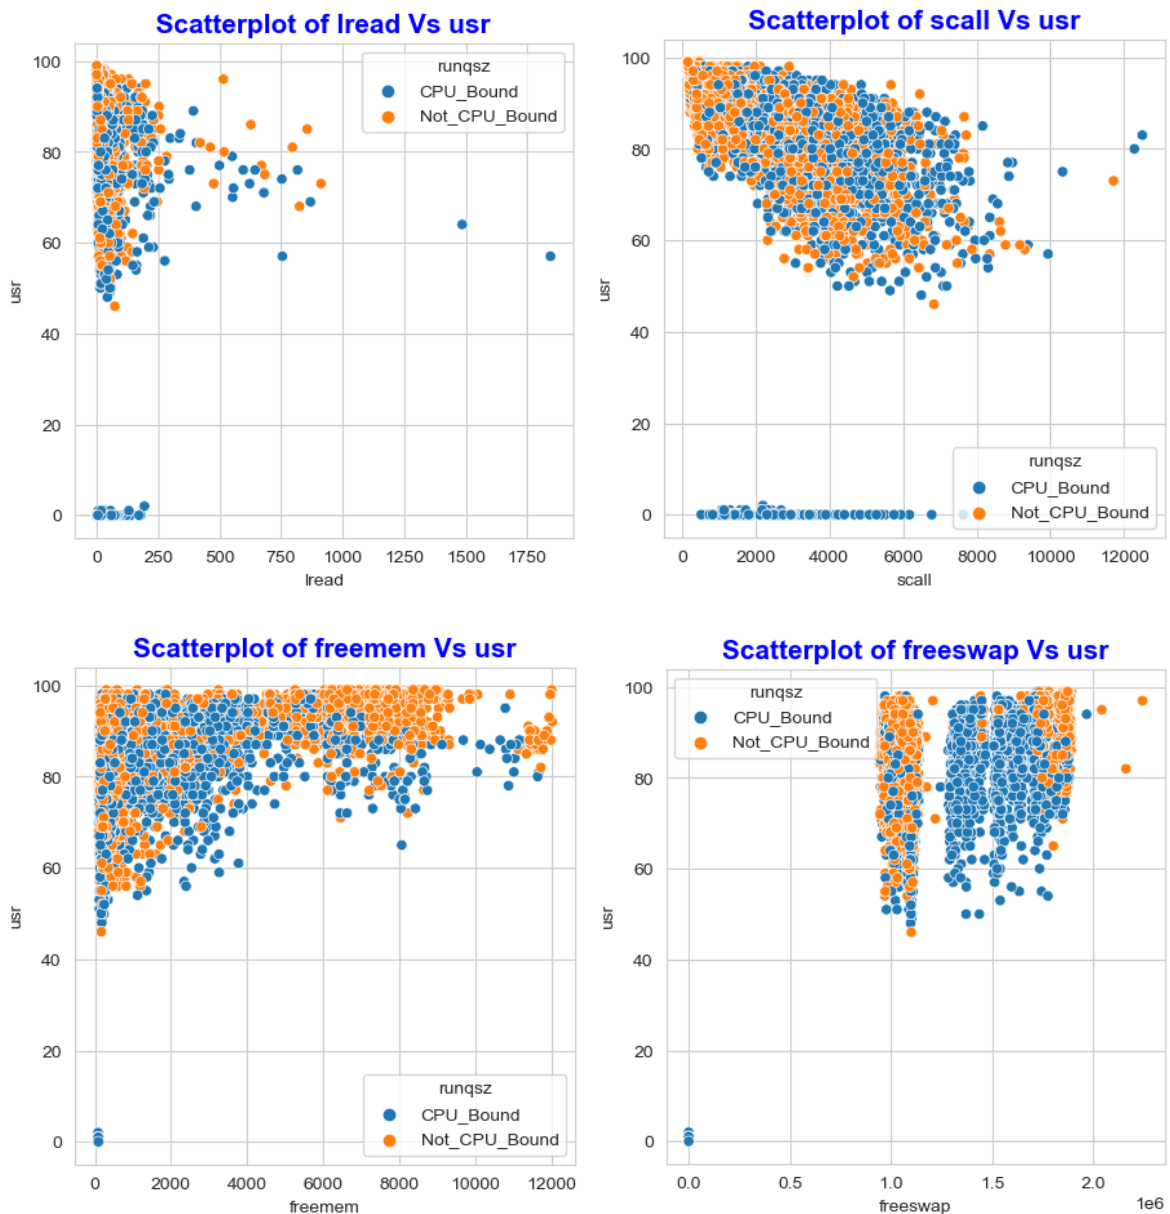 Scatterplot of lread Vs usr
runqsz
CPU_Bound
Not_CPU_Bound
100
80
60
40
20
0
usr
0 250 500 750 1000 1250 1500 1750
lread
Scatterplot of scall Vs usr
100
80
60
40
20
0
usr
runqsz
CPU_Bound
Not_CPU_Bound
0 2000 4000 6000 8000 10000 12000
scall
Scatterplot of freemem Vs usr
100
80
60
40
20
0
usr
runqsz
CPU_Bound
Not_CPU_Bound
0 2000 4000 6000 8000 10000 12000
freemem
Scatterplot of freeswap Vs usr
runqsz
CPU_Bound
Not_CPU_Bound
100
80
60
40
20
0
usr
0.0 0.5 1.0 1.5 2.0
1e6
freeswap